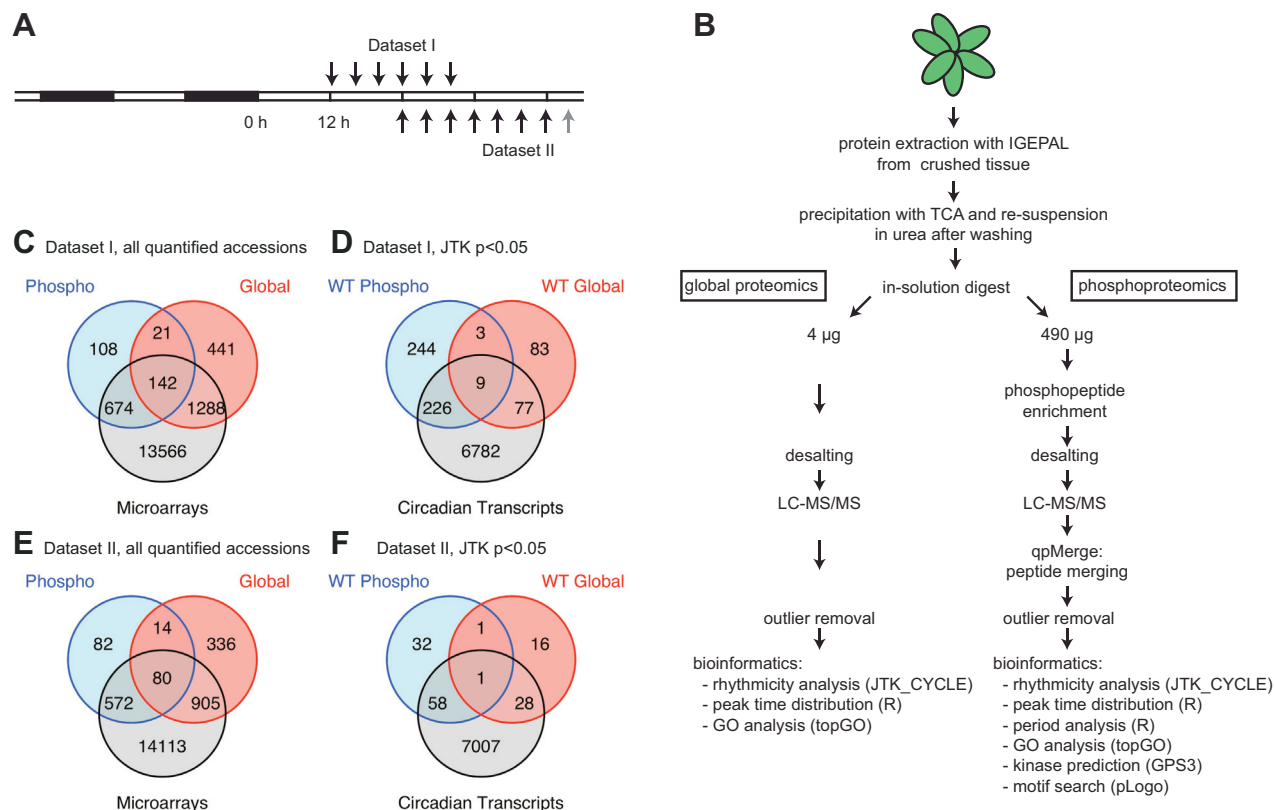 A
Dataset I
0 h
12 h
Dataset II
B
protein extraction with IGEPAL
from crushed tissue
precipitation with TCA and re-suspension
in urea after washing
global proteomics
in-solution digest
phosphoproteomics
4 µg
490 µg
phosphopeptide
enrichment
desalting
desalting
LC-MS/MS
LC-MS/MS
qpMerge:
peptide merging
outlier removal
outlier removal
bioinformatics:
- rhythmicity analysis (JTK_CYCLE)
- peak time distribution (R)
- GO analysis (topGO)
bioinformatics:
- rhythmicity analysis (JTK_CYCLE)
- peak time distribution (R)
- period analysis (R)
- GO analysis (topGO)
- kinase prediction (GPS3)
- motif search (pLogo)
C Dataset I, all quantified accessions
Phospho
Global
108
21
441
142
674
1288
13566
Microarrays
D Dataset I, JTK p<0.05
WT Phospho
WT Global
244
3
83
9
226
77
6782
Circadian Transcripts
E Dataset II, all quantified accessions
Phospho
Global
82
14
336
80
572
905
14113
Microarrays
F Dataset II, JTK p<0.05
WT Phospho
WT Global
32
1
16
1
58
28
7007
Circadian Transcripts